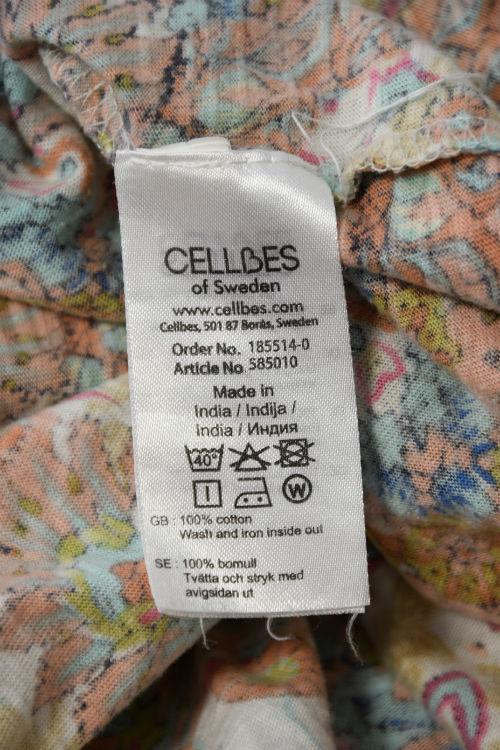 CELLBES
of Sweden
www.cellbes.com
Cellbes, 501 87 Borås, Sweden
Order No. 185514-0
Article No 585010
Made in
India / Indija /
India / Индия
40°
W
GB : 100% cotton
Wash and iron inside out
SE : 100% bomull
Tvätta och stryk med
avigsidan ut